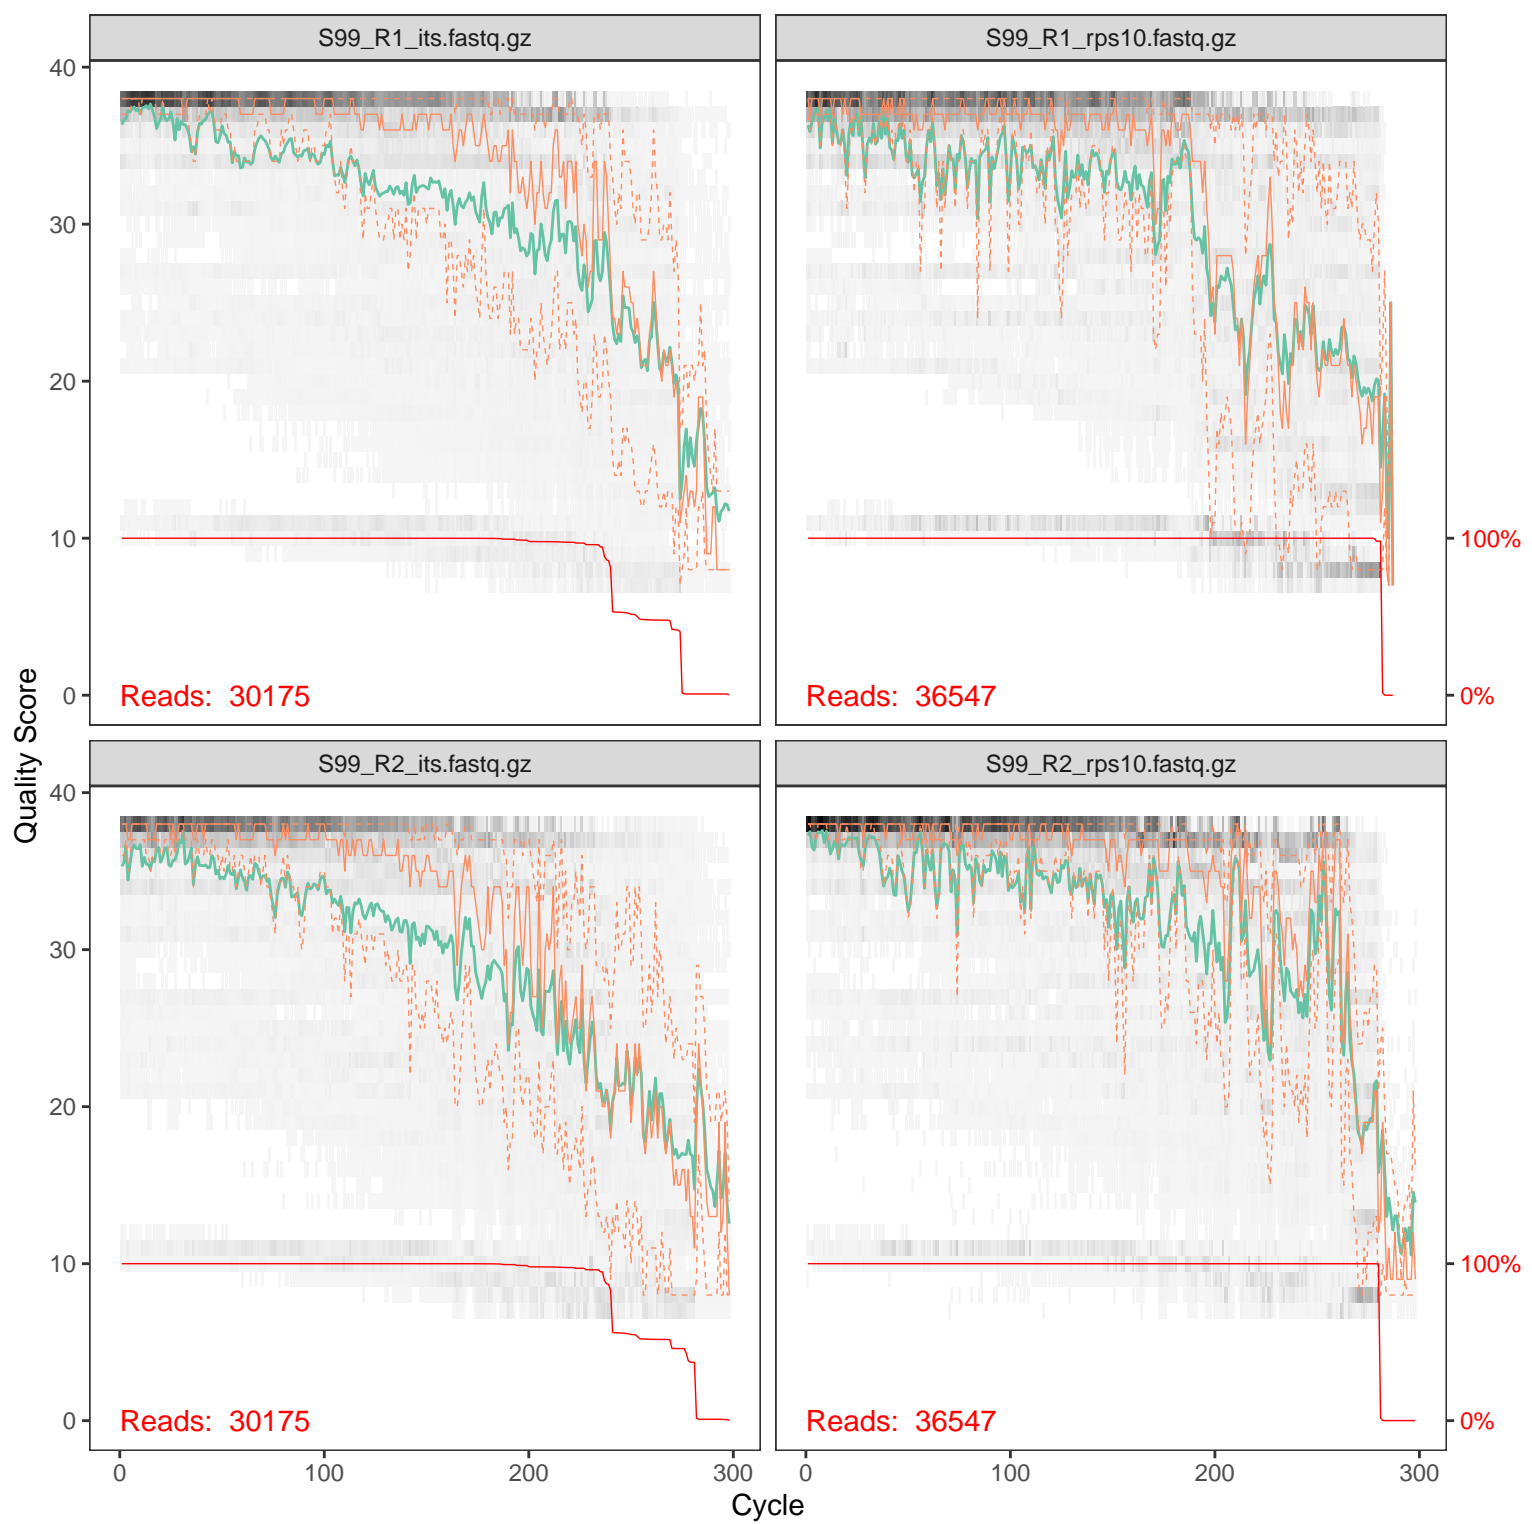 S99_R1_its.fastq.gz
S99_R1_rps10.fastq.gz
40
30
20
10
0
100%
0%
Reads: 30175
Reads: 36547
Quality Score
S99_R2_its.fastq.gz
S99_R2_rps10.fastq.gz
40
30
20
10
0
100%
0%
Reads: 30175
Reads: 36547
0
100
200
300
0
100
200
300
Cycle